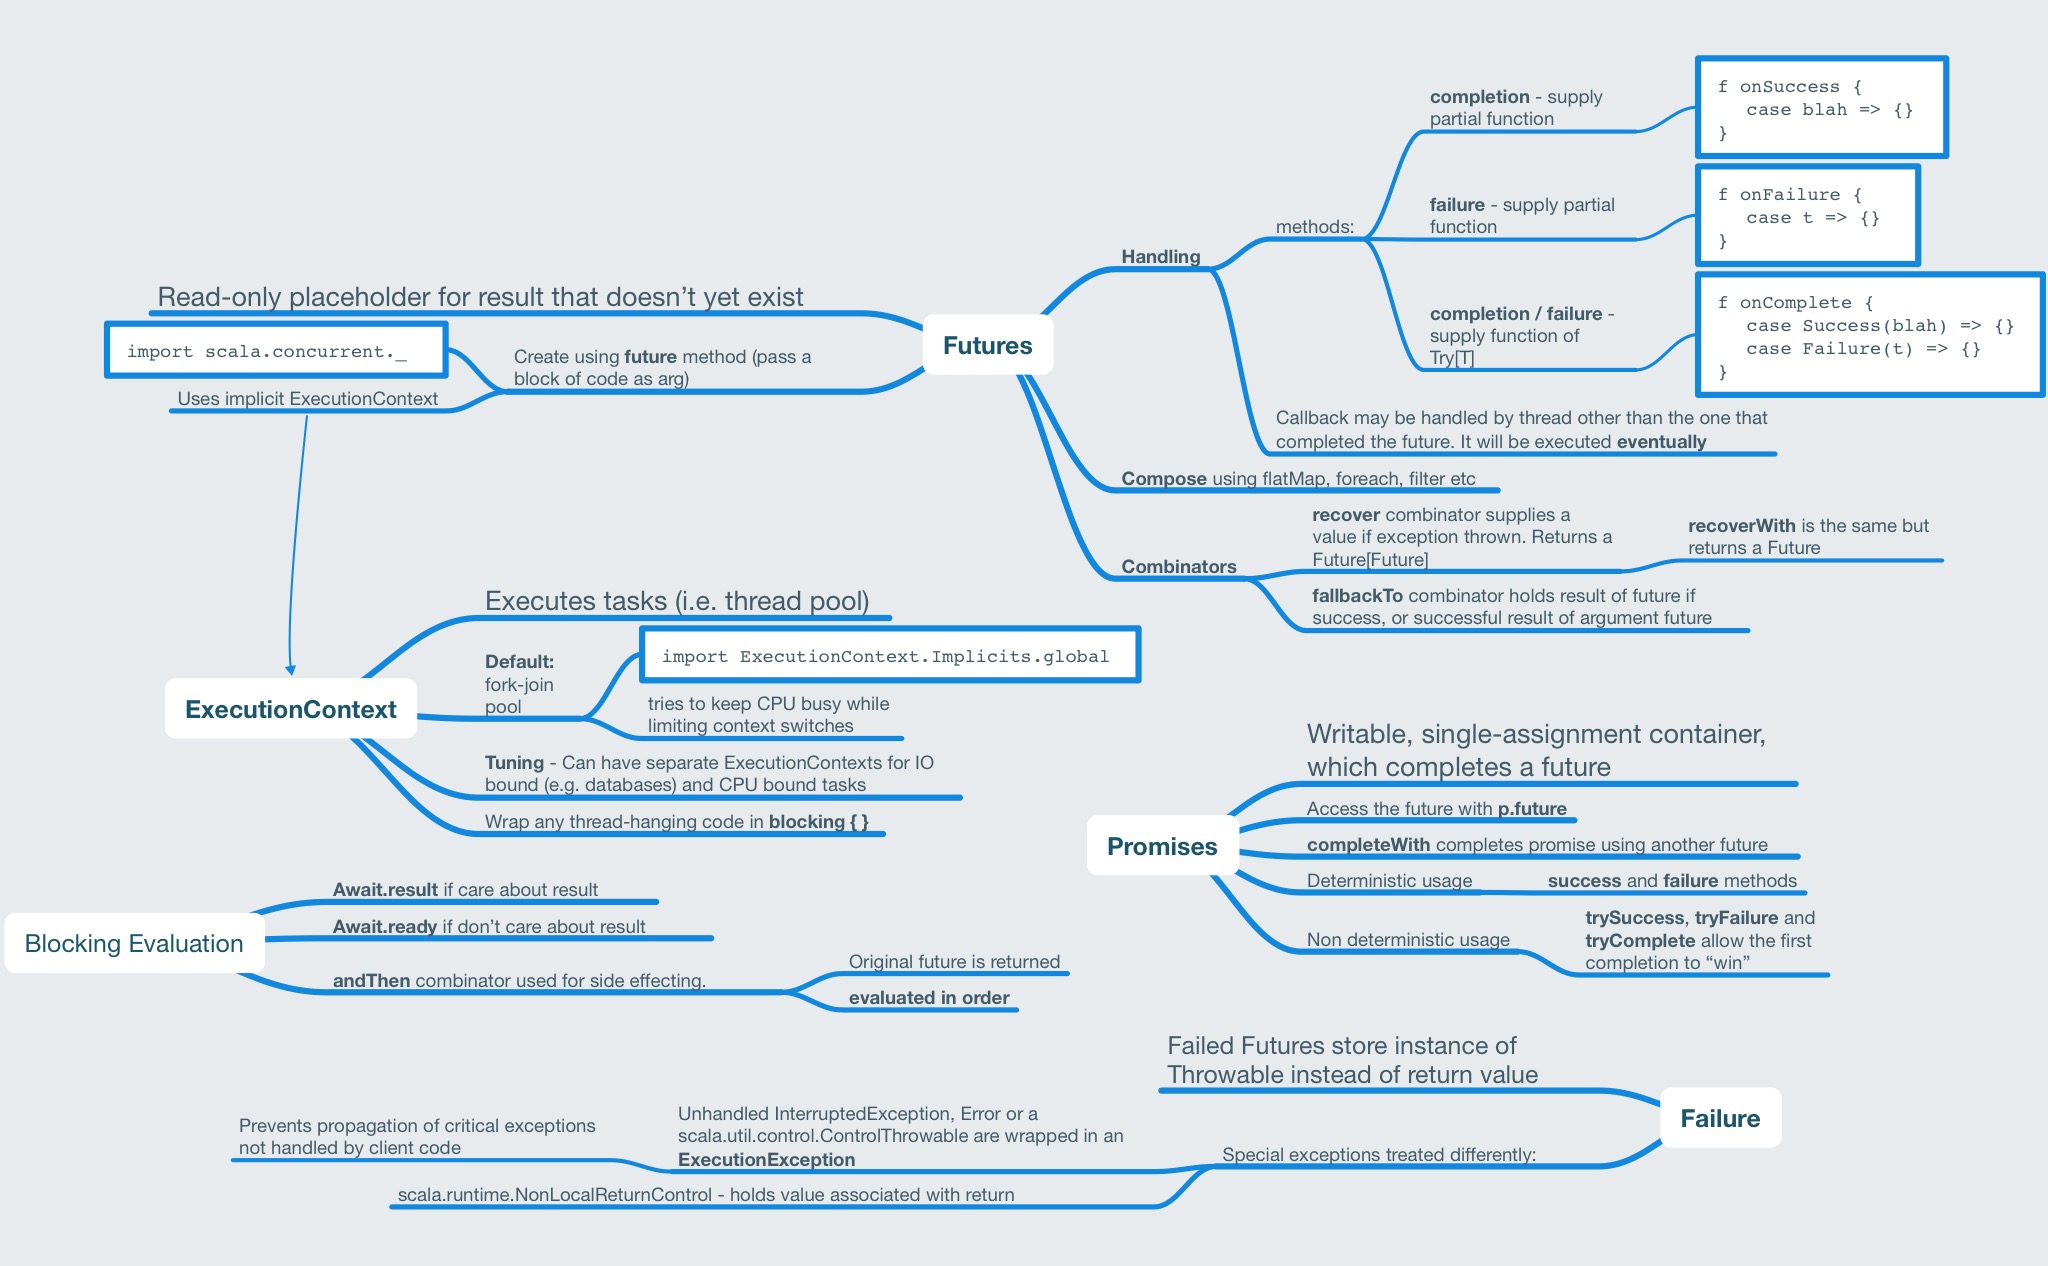 Futures
Read-only placeholder for result that doesn’t yet exist
Create using future method (pass a
block of code as arg)
import scala.concurrent._
Uses implicit ExecutionContext
Handling
methods:
completion - supply
partial function
f onSuccess {
case blah => {}
}
failure - supply partial
function
f onFailure {
case t => {}
}
completion / failure -
supply function of
Try[T]
f onComplete {
case Success(blah) => {}
case Failure(t) => {}
}
Callback may be handled by thread other than the one that
completed the future. It will be executed eventually
Compose using flatMap, foreach, filter etc
Combinators
recover combinator supplies a
value if exception thrown. Returns a
Future[Future]
recoverWith is the same but
returns a Future
fallbackTo combinator holds result of future if
success, or successful result of argument future
ExecutionContext
Executes tasks (i.e. thread pool)
Default:
fork-join
pool
import ExecutionContext.Implicits.global
tries to keep CPU busy while
limiting context switches
Tuning - Can have separate ExecutionContexts for IO
bound (e.g. databases) and CPU bound tasks
Wrap any thread-hanging code in blocking { }
Promises
Writable, single-assignment container,
which completes a future
Access the future with p.future
completeWith completes promise using another future
Deterministic usage
success and failure methods
Non deterministic usage
trySuccess, tryFailure and
tryComplete allow the first
completion to “win”
Blocking Evaluation
Await.result if care about result
Await.ready if don’t care about result
andThen combinator used for side effecting.
Original future is returned
evaluated in order
Failure
Failed Futures store instance of
Throwable instead of return value
Special exceptions treated differently:
Unhandled InterruptedException, Error or a
scala.util.control.ControlThrowable are wrapped in an
ExecutionException
Prevents propagation of critical exceptions
not handled by client code
scala.runtime.NonLocalReturnControl - holds value associated with return